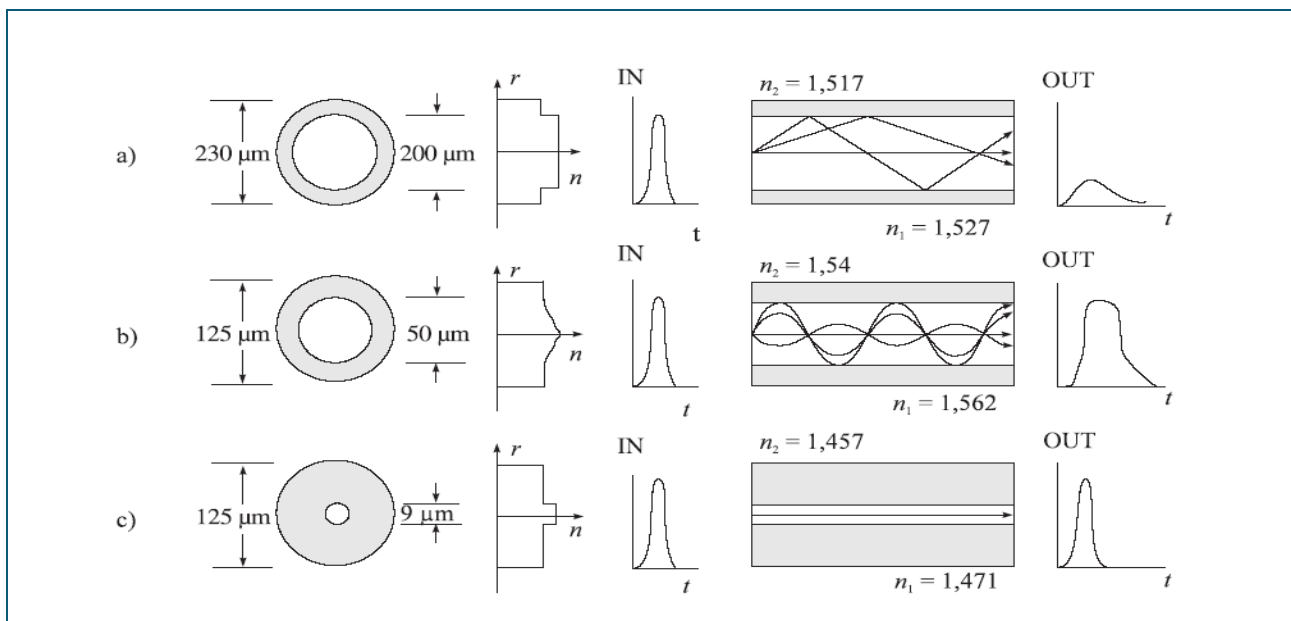 a)
230 µm
200 µm
r
n
IN
t
n₂ = 1,517
n₁ = 1,527
OUT
t
b)
125 µm
50 µm
r
n
IN
t
n₂ = 1,54
n₁ = 1,562
OUT
t
c)
125 µm
9 µm
r
n
IN
t
n₂ = 1,457
n₁ = 1,471
OUT
t